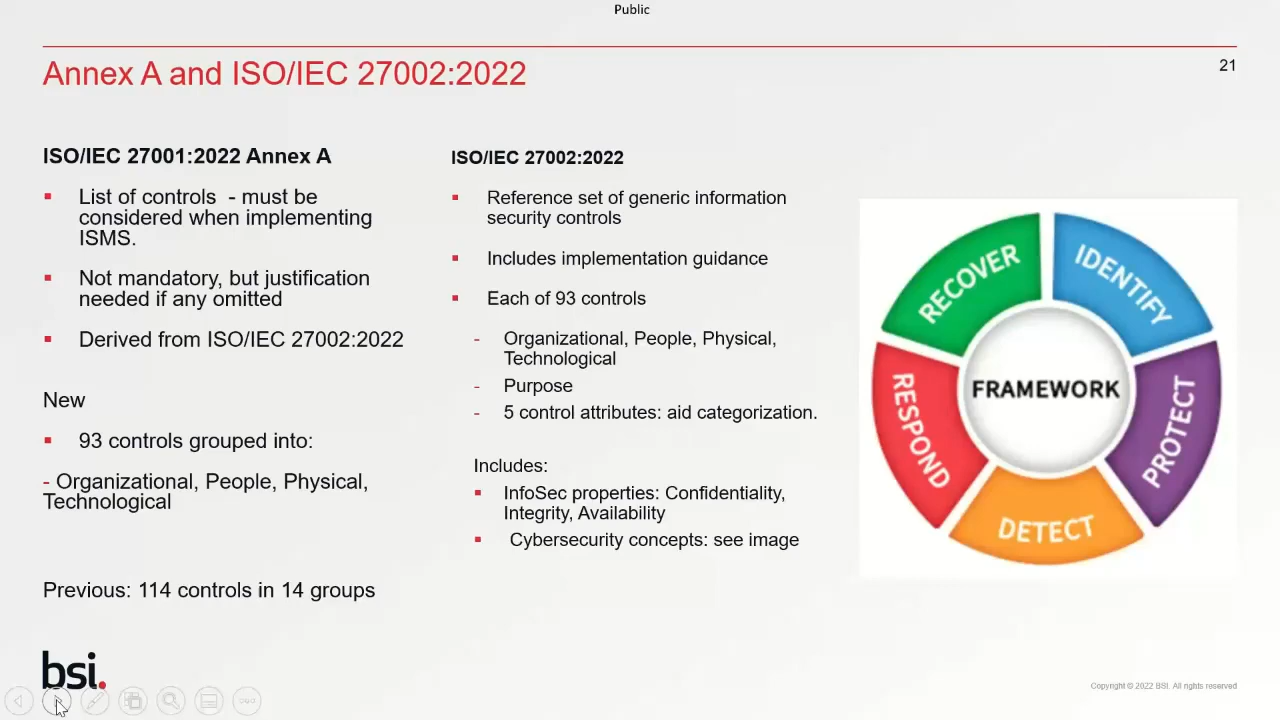 Public
Annex A and ISO/IEC 27002:2022
21
ISO/IEC 27001:2022 Annex A
List of controls - must be
considered when implementing
ISMS.
Not mandatory, but justification
needed if any omitted
Derived from ISO/IEC 27002:2022
New
93 controls grouped into:
- Organizational, People, Physical,
Technological
Previous: 114 controls in 14 groups
ISO/IEC 27002:2022
Reference set of generic information
security controls
Includes implementation guidance
Each of 93 controls
- Organizational, People, Physical,
Technological
- Purpose
- 5 control attributes: aid categorization.
Includes:
InfoSec properties: Confidentiality,
Integrity, Availability
Cybersecurity concepts: see image
IDENTIFY
PROTECT
DETECT
RESPOND
RECOVER
FRAMEWORK
bsi.
Copyright © 2022 BSI. All rights reserved